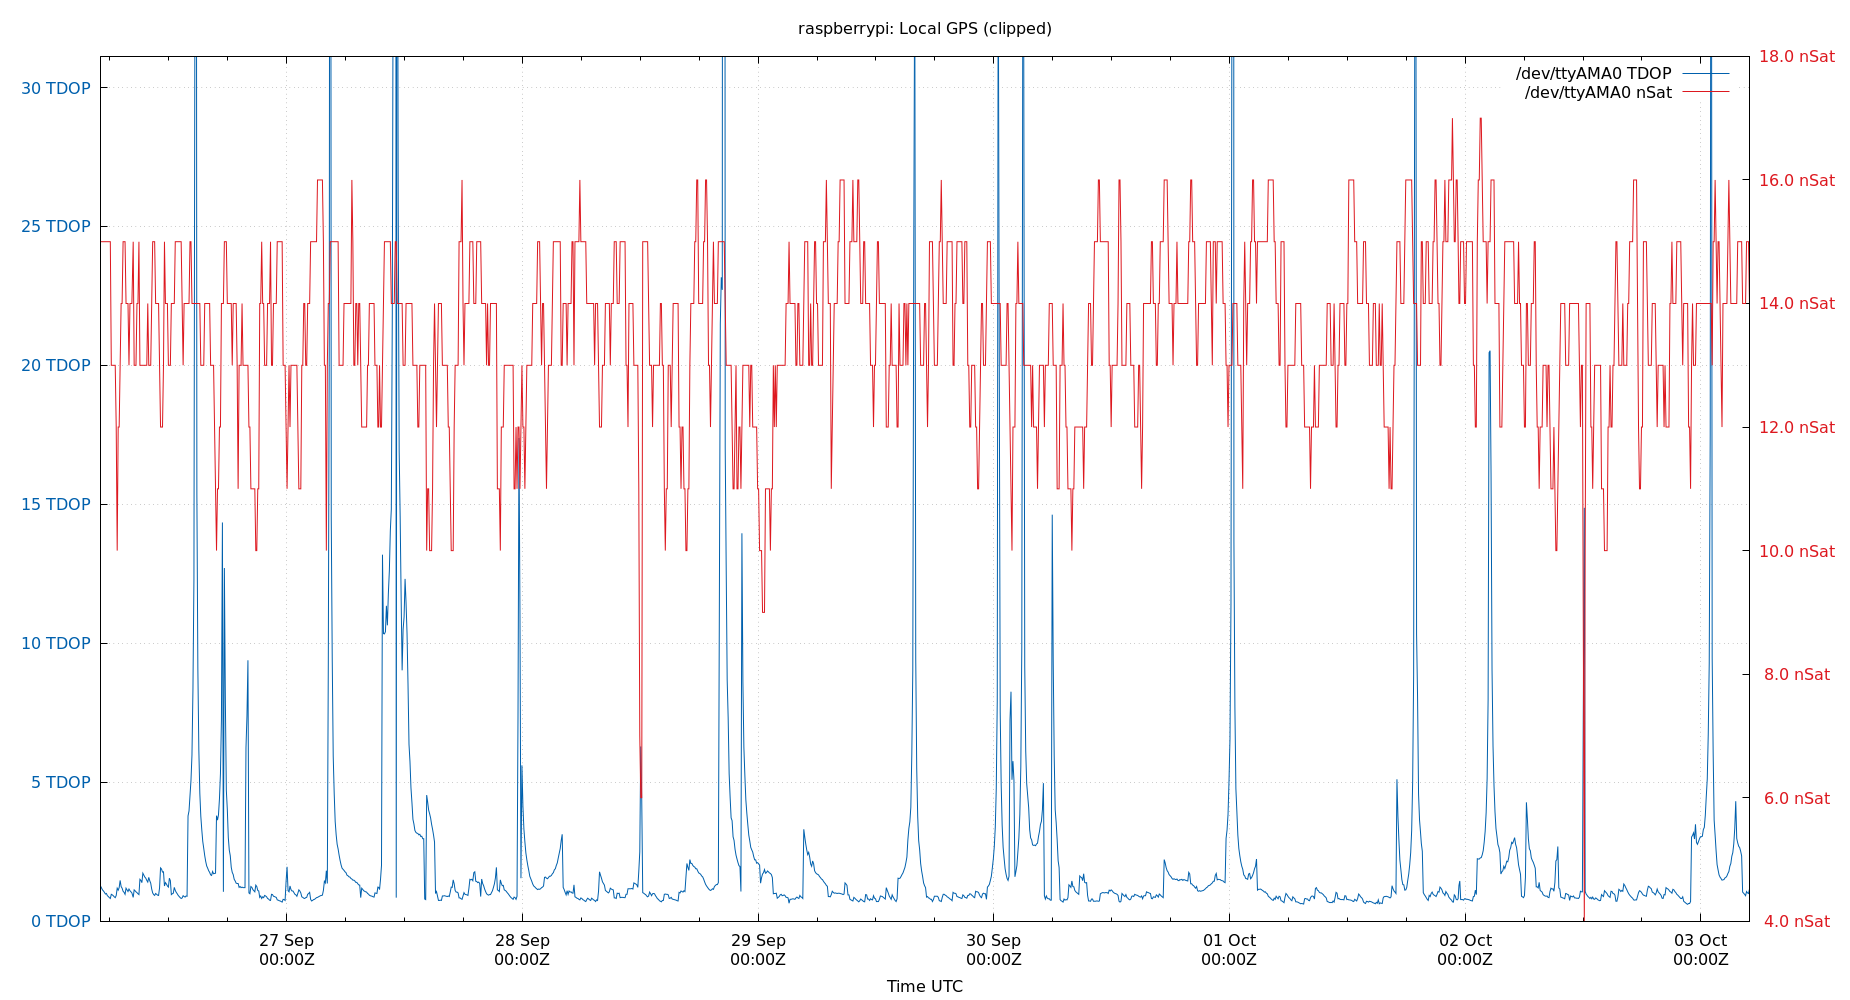 raspberrypi: Local GPS (clipped)
/dev/ttyAMA0 TDOP
/dev/ttyAMA0 nSat
30 TDOP
25 TDOP
20 TDOP
15 TDOP
10 TDOP
5 TDOP
0 TDOP
18.0 nSat
16.0 nSat
14.0 nSat
12.0 nSat
10.0 nSat
8.0 nSat
6.0 nSat
4.0 nSat
27 Sep
00:00Z
28 Sep
00:00Z
29 Sep
00:00Z
30 Sep
00:00Z
01 Oct
00:00Z
02 Oct
00:00Z
03 Oct
00:00Z
Time UTC